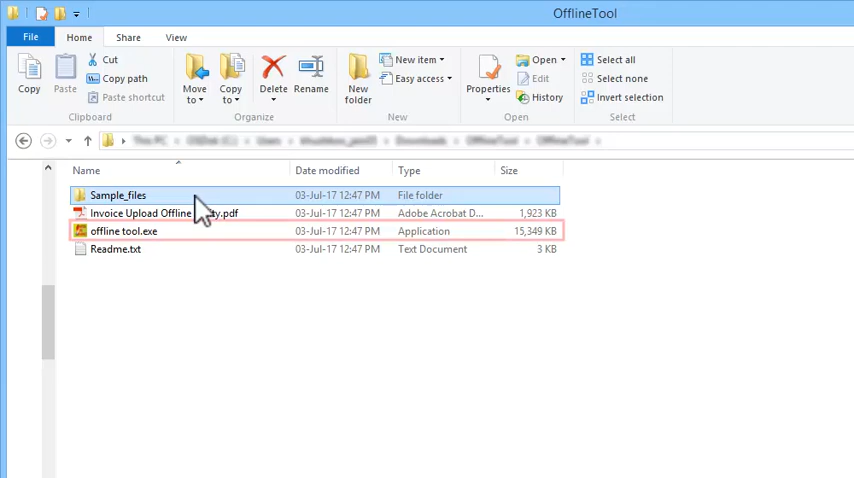 OfflineTool
File Home Share View
Copy Paste Cut Copy path Paste shortcut Clipboard
Move to Copy to Delete Rename Organize
New folder New item Easy access New
Properties Open Edit History Open
Select all Select none Invert selection Select
Name Date modified Type Size
Sample_files 03-Jul-17 12:47 PM File folder
Invoice Upload Offline 03-Jul-17 12:47 PM Adobe Acrobat D... 1,923 KB
offline tool.exe 03-Jul-17 12:47 PM Application 15,349 KB
Readme.txt 03-Jul-17 12:47 PM Text Document 3 KB